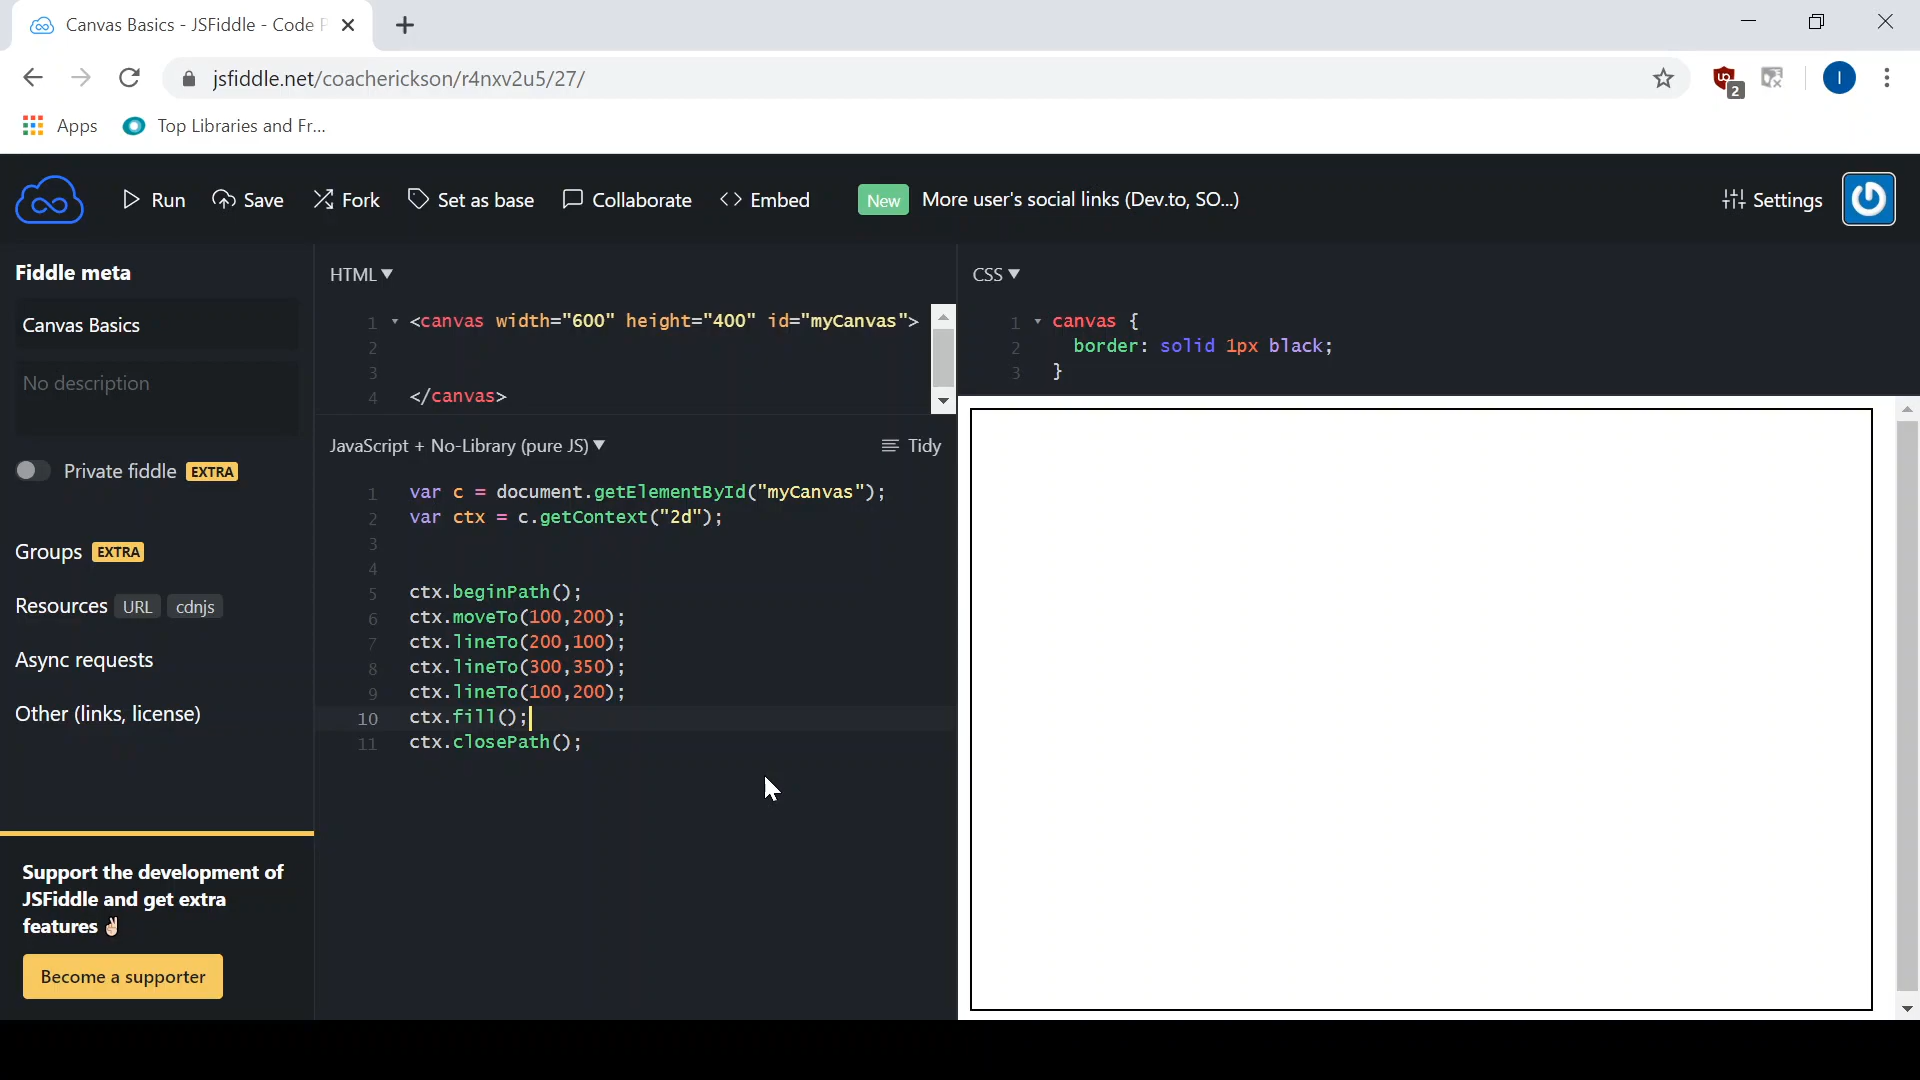 Canvas Basics - JSFiddle - Code P
jsfiddle.net/coacherickson/r4nxv2u5/27/
2
I
Apps
Top Libraries and Fr...
Run
Save
Fork
Set as base
Collaborate
Embed
New
More user's social links (Dev.to, SO...)
Settings
Fiddle meta
Canvas Basics
No description
Private fiddle EXTRA
Groups EXTRA
Resources URL cdnjs
Async requests
Other (links, license)
Support the development of
JSFiddle and get extra
features
Become a supporter
HTML
1 <canvas width="600" height="400" id="myCanvas">
2
3
4 </canvas>
JavaScript + No-Library (pure JS)
Tidy
1 var c = document.getElementById("myCanvas");
2 var ctx = c.getContext("2d");
3
4
5 ctx.beginPath();
6 ctx.moveTo(100,200);
7 ctx.lineTo(200,100);
8 ctx.lineTo(300,350);
9 ctx.lineTo(100,200);
10 ctx.fill();
11 ctx.closePath();
CSS
1 canvas {
2 border: solid 1px black;
3 }